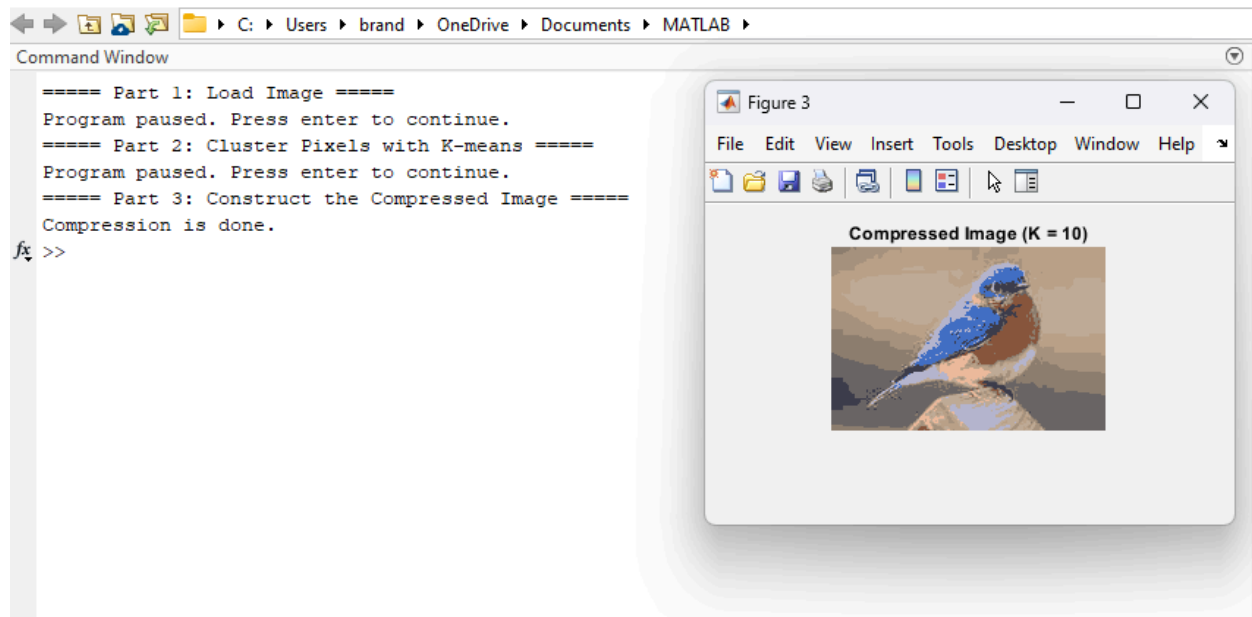 C: Users brand OneDrive Documents MATLAB
Command Window
===== Part 1: Load Image =====
Program paused. Press enter to continue.
===== Part 2: Cluster Pixels with K-means =====
Program paused. Press enter to continue.
===== Part 3: Construct the Compressed Image =====
Compression is done.
fx >>
Figure 3
File Edit View Insert Tools Desktop Window Help
Compressed Image (K = 10)